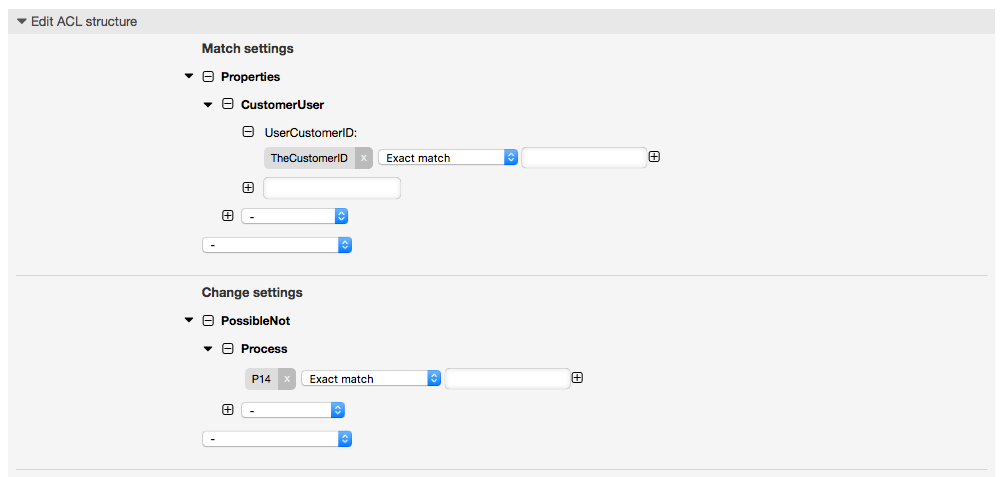 Edit ACL structure
Match settings
Properties
CustomerUser
UserCustomerID:
TheCustomerID x Exact match
-
-
Change settings
PossibleNot
Process
P14 x Exact match
-
-